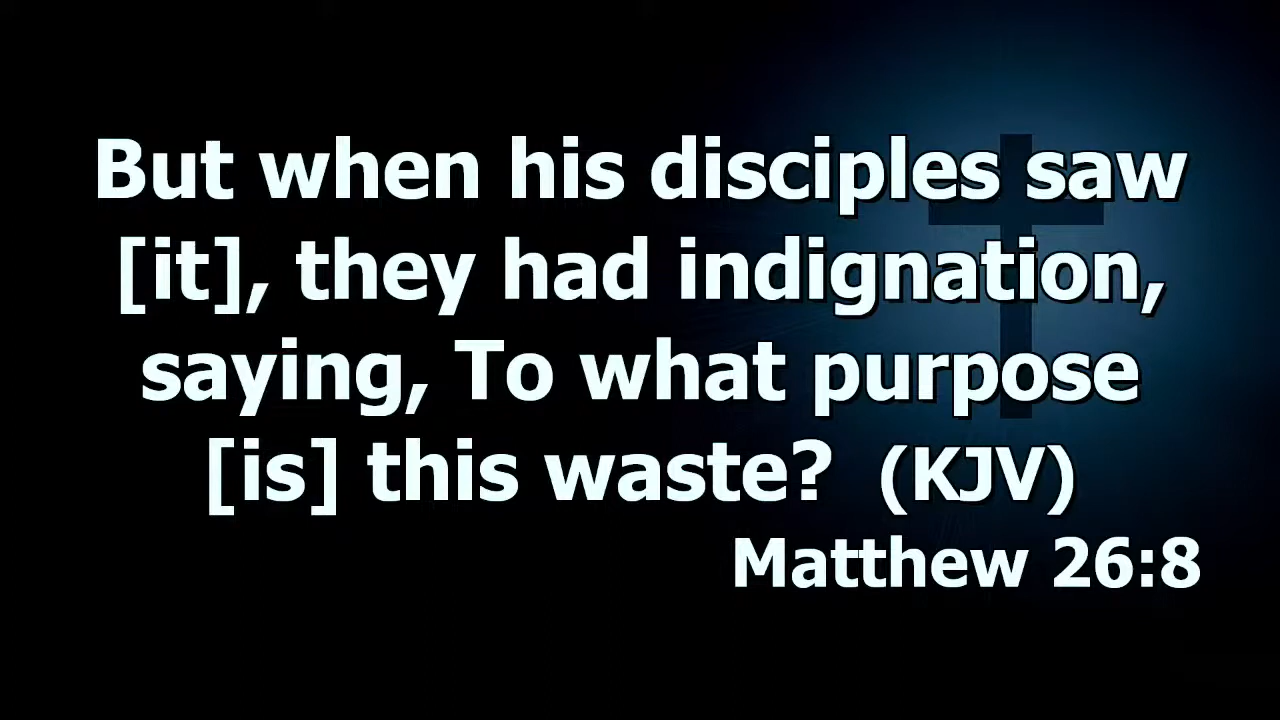 But when his disciples saw
[it], they had indignation,
saying, To what purpose
[is] this waste? (KJV)
Matthew 26:8